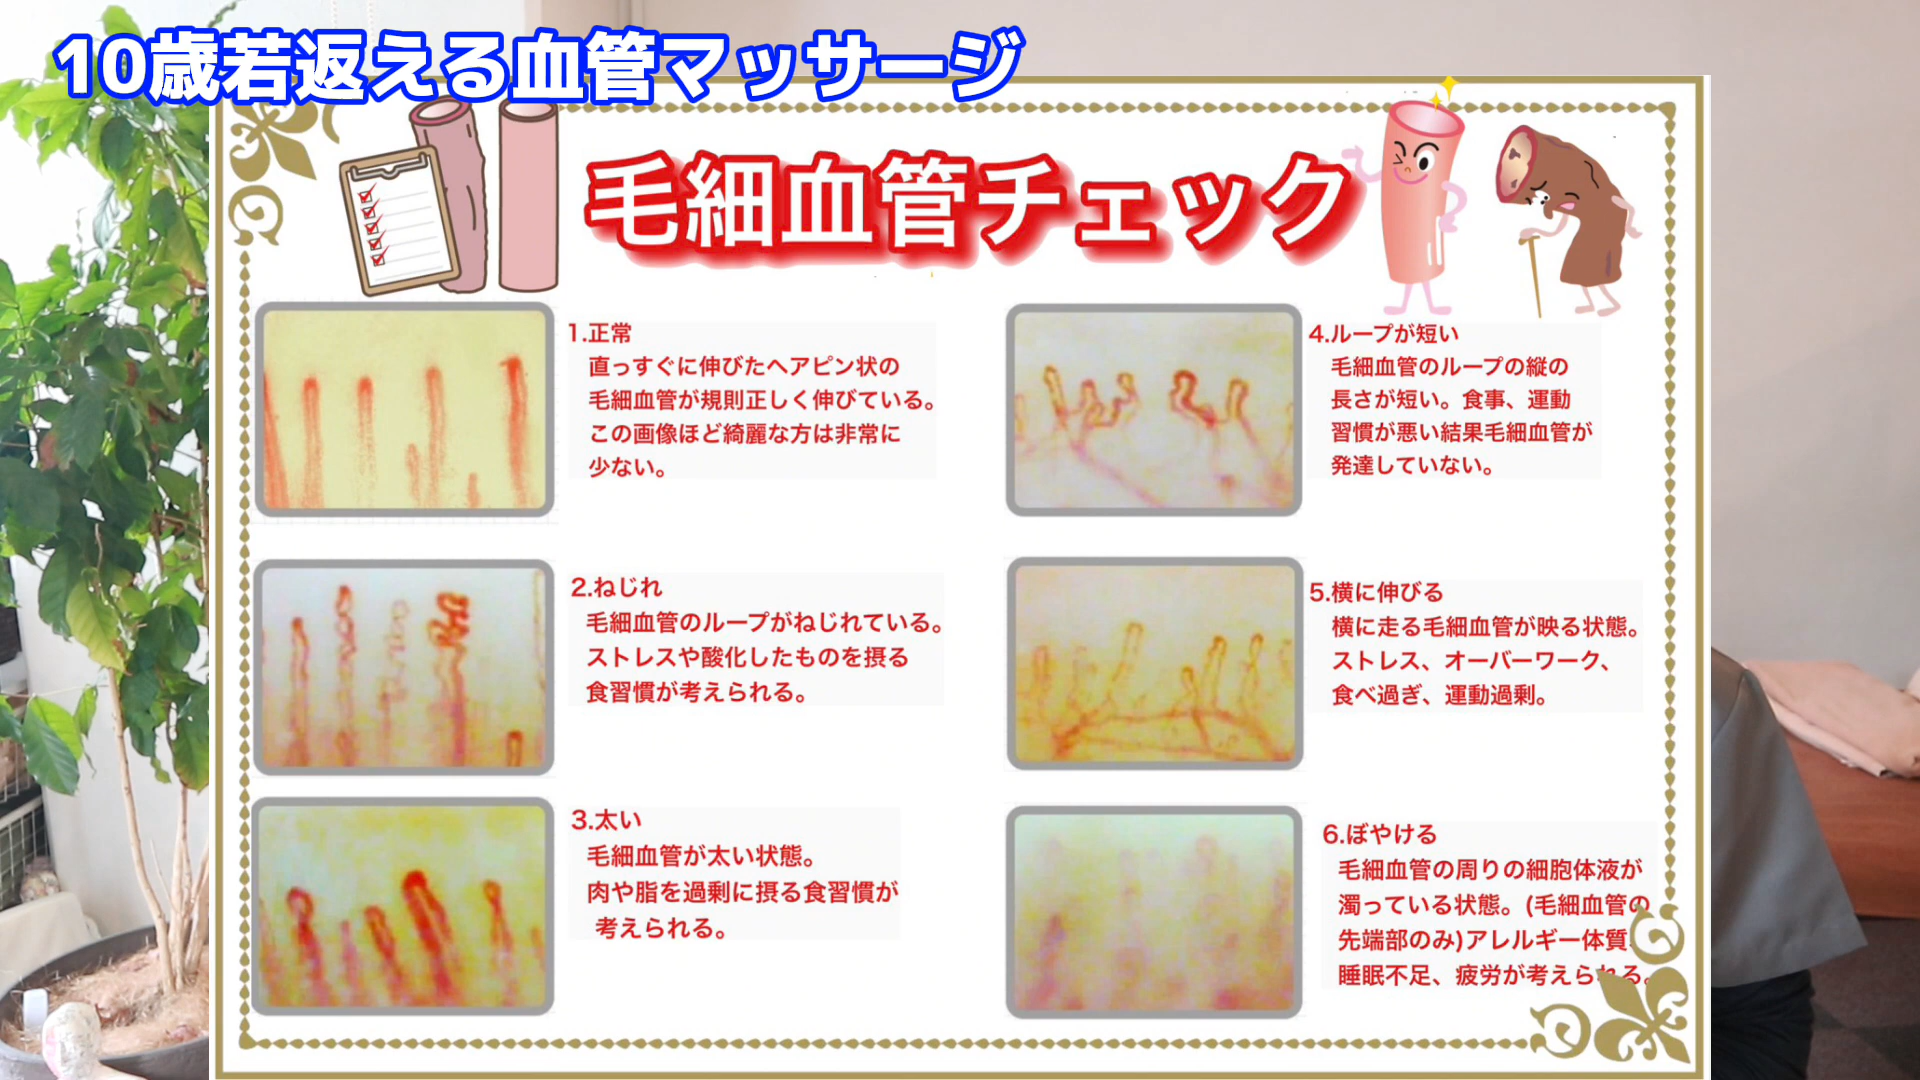 10歳若返える血管マッサージ
毛細血管チェック
1.正常
直っすぐに伸びたヘアピン状の
毛細血管が規則正しく伸びている。
この画像ほど綺麗な方は非常に
少ない。
2.ねじれ
毛細血管のループがねじれている。
ストレスや酸化したものを摂る
食習慣が考えられる。
3.太い
毛細血管が太い状態。
肉や脂を過剰に摂る食習慣が
考えられる。
4.ループが短い
毛細血管のループの縦の
長さが短い。食事、運動
習慣が悪い結果毛細血管が
発達していない。
5.横に伸びる
横に走る毛細血管が映る状態。
ストレス、オーバーワーク、
食べ過ぎ、運動過剰。
6.ぼやける
毛細血管の周りの細胞体液が
濁っている状態。(毛細血管の
先端部のみ)アレルギー体質、
睡眠不足、疲労が考えられる。